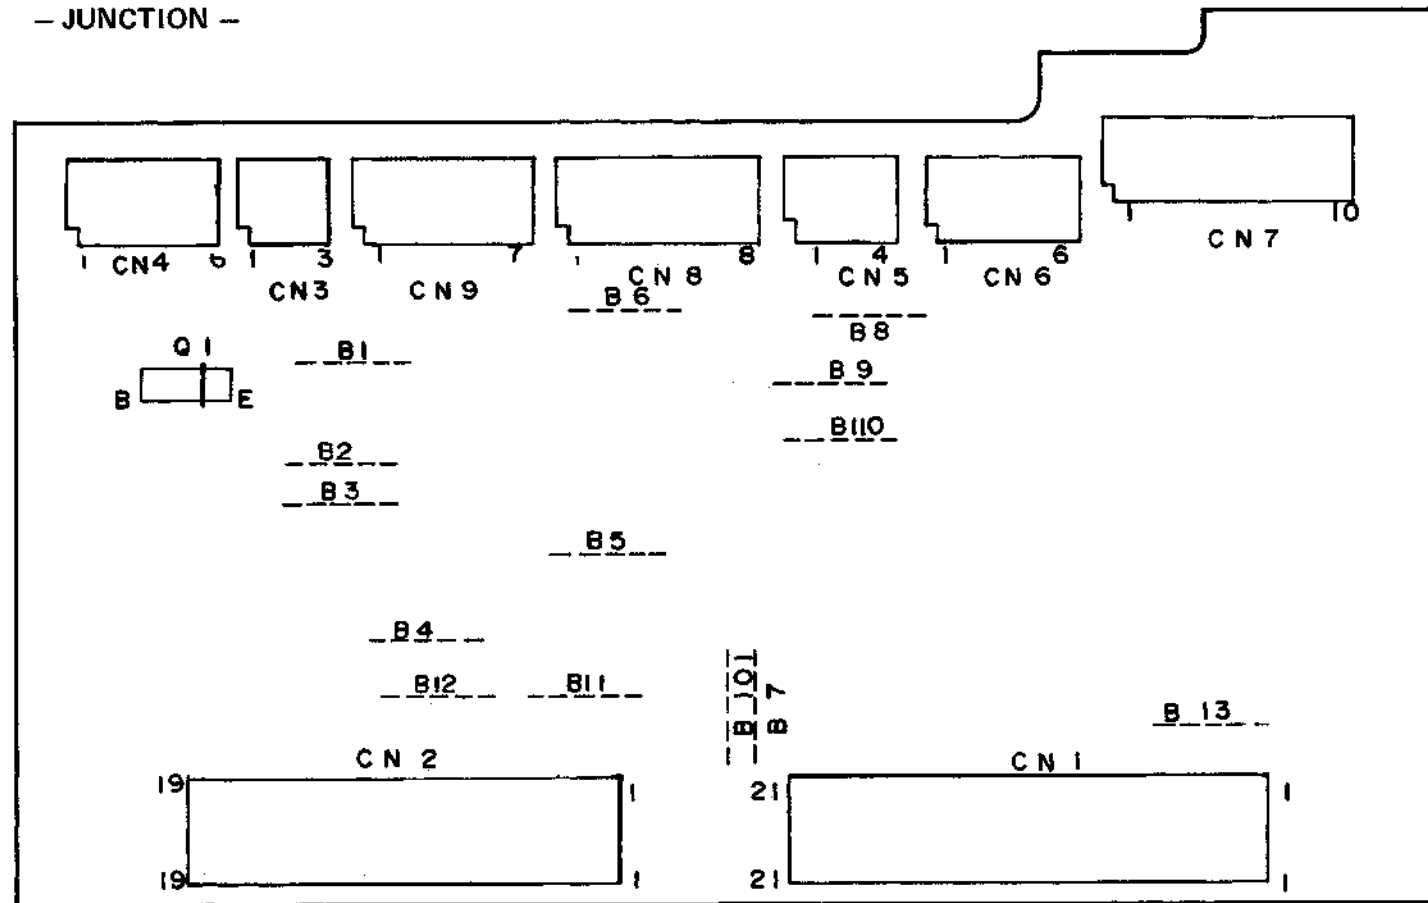 – JUNCTION –
1 6
CN4
1 3
CN3
1 7
CN9
1 8
CN 8
1 4
CN 5
1 6
CN 6
1 10
CN 7
B 6
B 8
Q 1
B E
B1
B 9
B110
B2
B 3
B5
B4
B12
B11
B 101
B 7
B 13
CN 2
19 1
19 1
CN 1
21 1
21 1